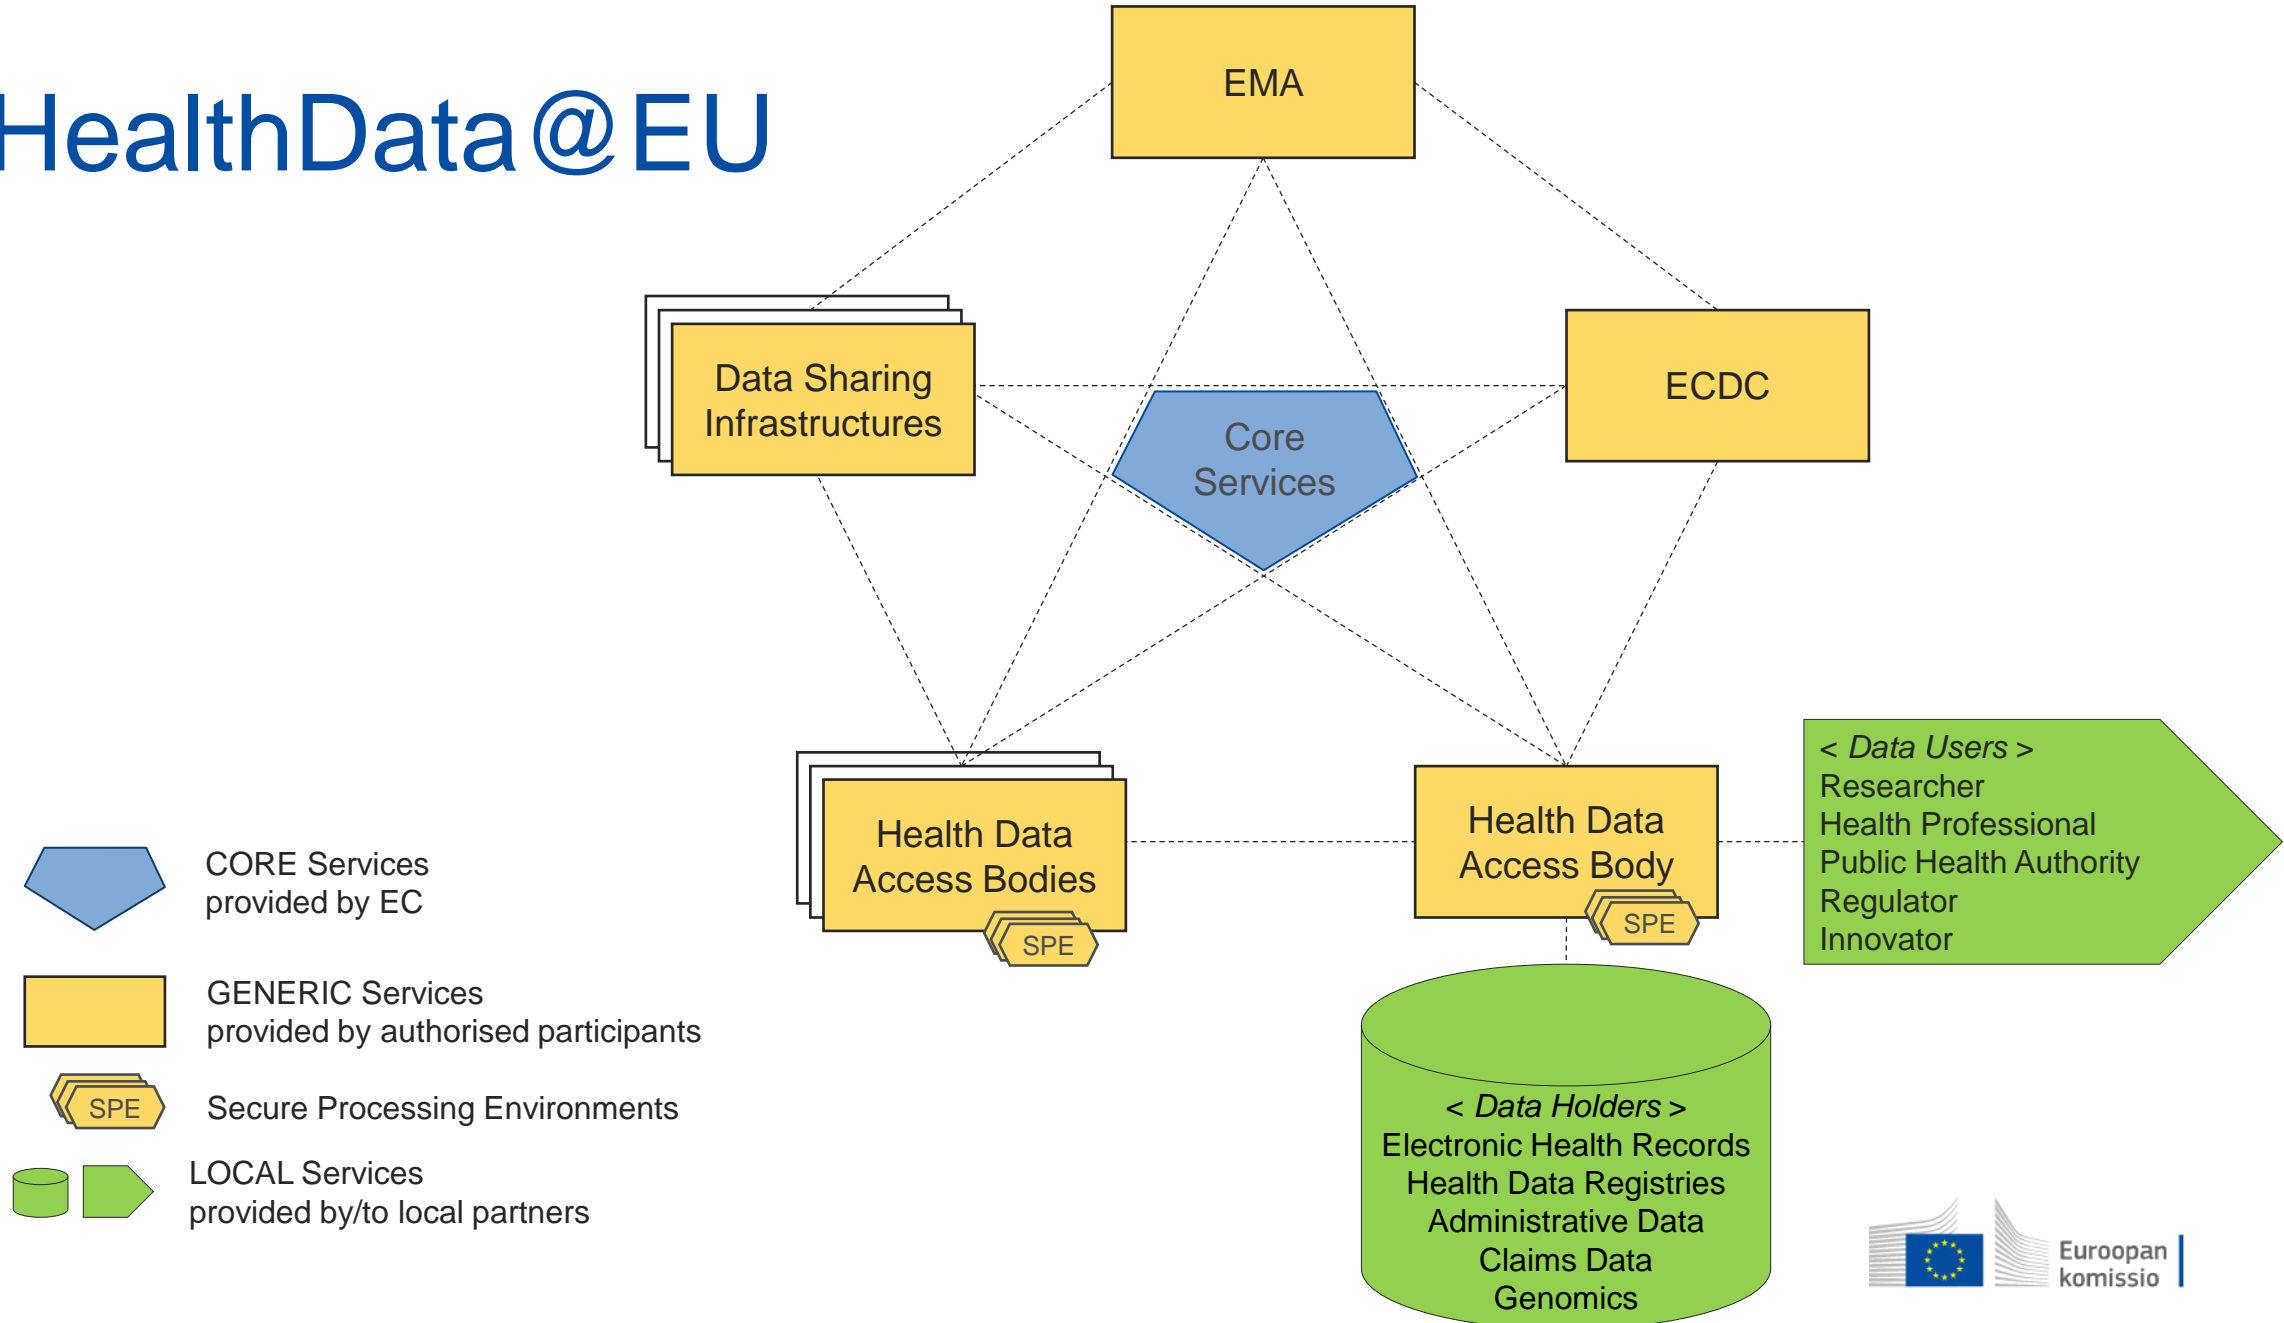 HealthData@EU
EMA
Data Sharing
Infrastructures
ECDC
Core
Services
Health Data
Access Bodies
SPE
Health Data
Access Body
SPE
< Data Users >
Researcher
Health Professional
Public Health Authority
Regulator
Innovator
< Data Holders >
Electronic Health Records
Health Data Registries
Administrative Data
Claims Data
Genomics
CORE Services
provided by EC
GENERIC Services
provided by authorised participants
SPE
Secure Processing Environments
LOCAL Services
provided by/to local partners
Euroopan
komissio